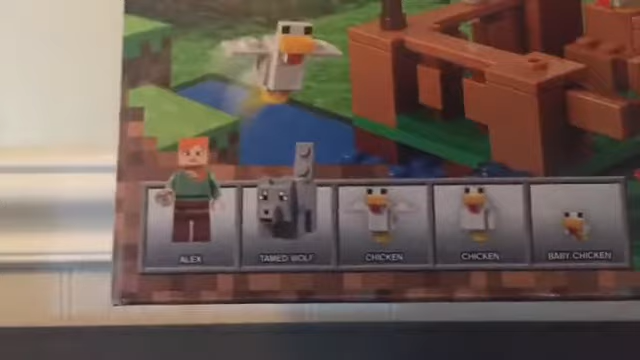 ALEX
TAMED WOLF
CHICKEN
CHICKEN
BABY CHICKEN